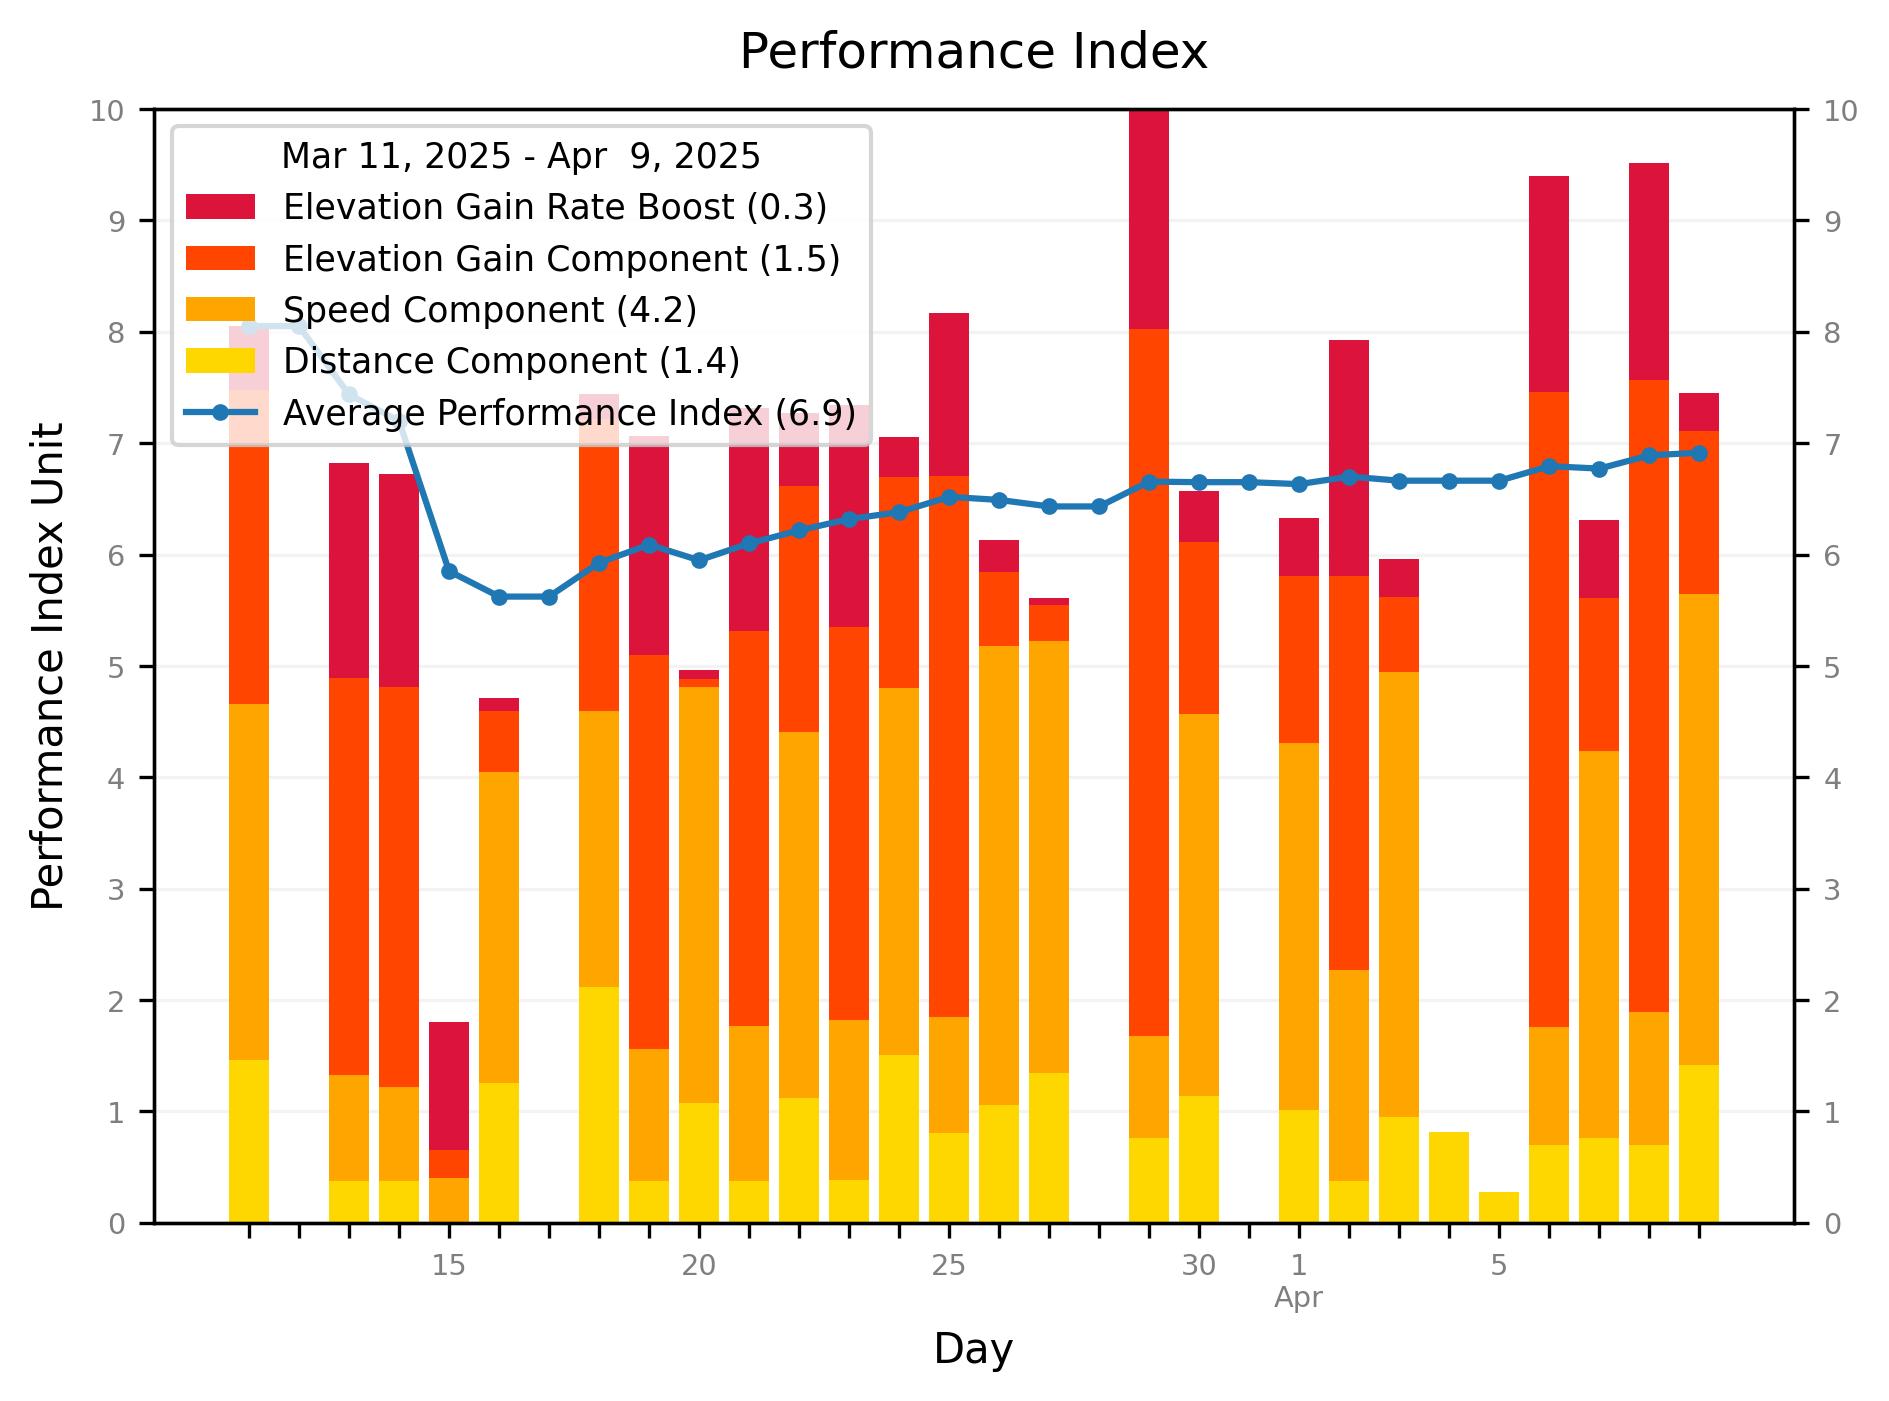 Performance Index
Mar 11, 2025 - Apr  9, 2025
Elevation Gain Rate Boost (0.3)
Elevation Gain Component (1.5)
Speed Component (4.2)
Distance Component (1.4)
Average Performance Index (6.9)
Performance Index Unit
10
9
8
7
6
5
4
3
2
1
0
10
9
8
7
6
5
4
3
2
1
0
15 20 25 30 1 5
Apr
Day